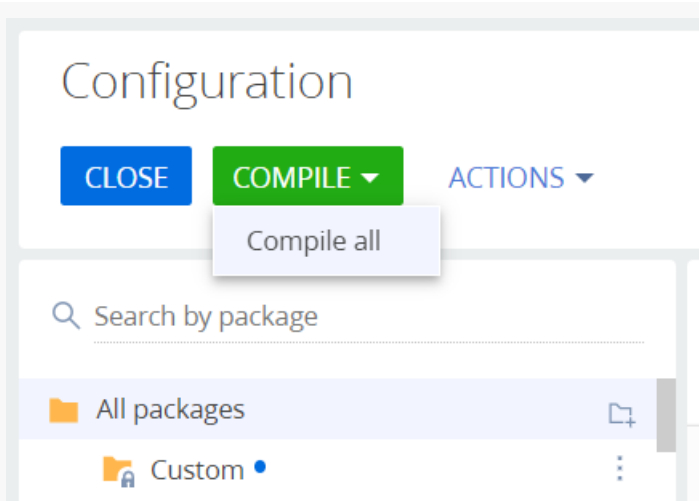 Configuration
CLOSE COMPILE ACTIONS
Compile all
Search by package
All packages
Custom